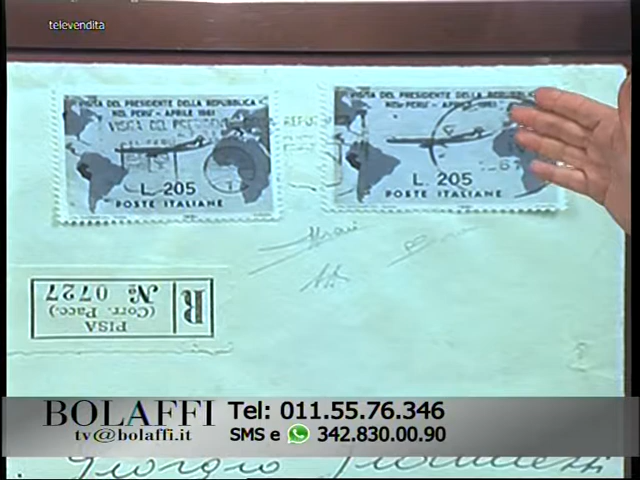 televendita
VISITA DEL PRESIDENTE DELLA REPUBBLICA
NEL PERU' - APRILE 1961
L. 205
POSTE ITALIANE
VISITA DEL PRESIDENTE DELLA REPUBBLICA
NEL PERU' - APRILE 1961
L. 205
POSTE ITALIANE
R
PISA
(Corr. Pacc.)
№ 0727
BOLAFFI
tv@bolaffi.it
Tel: 011.55.76.346
SMS e 342.830.00.90
Giorgio